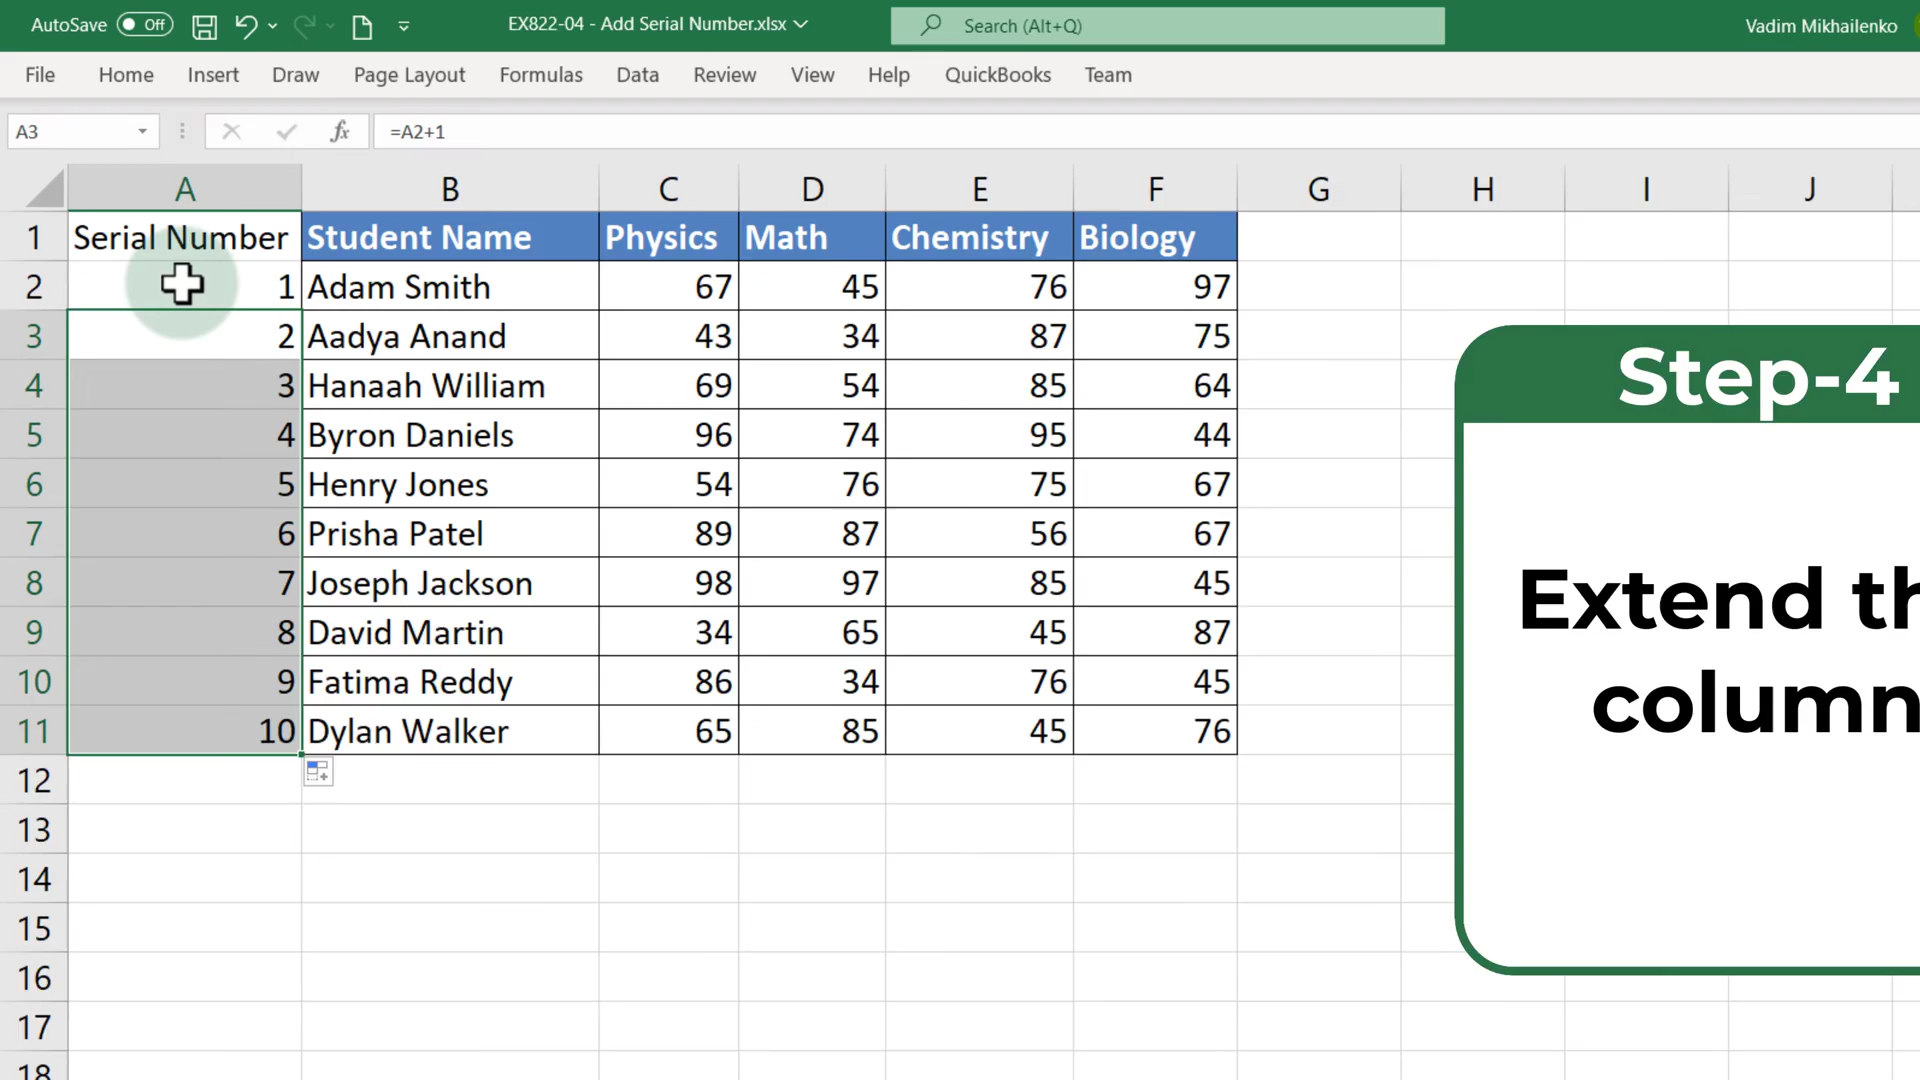 AutoSave Off EX822-04 - Add Serial Number.xlsx Search (Alt+Q) Vadim Mikhailenko
File Home Insert Draw Page Layout Formulas Data Review View Help QuickBooks Team
A3 fx =A2+1
A B C D E F G H I J
1 Serial Number Student Name Physics Math Chemistry Biology
2 1 Adam Smith 67 45 76 97
3 2 Aadya Anand 43 34 87 75
4 3 Hanaah William 69 54 85 64
5 4 Byron Daniels 96 74 95 44
6 5 Henry Jones 54 76 75 67
7 6 Prisha Patel 89 87 56 67
8 7 Joseph Jackson 98 97 85 45
9 8 David Martin 34 65 45 87
10 9 Fatima Reddy 86 34 76 45
11 10 Dylan Walker 65 85 45 76
12
13
14
15
16
17
18
Step-4
Extend th
column